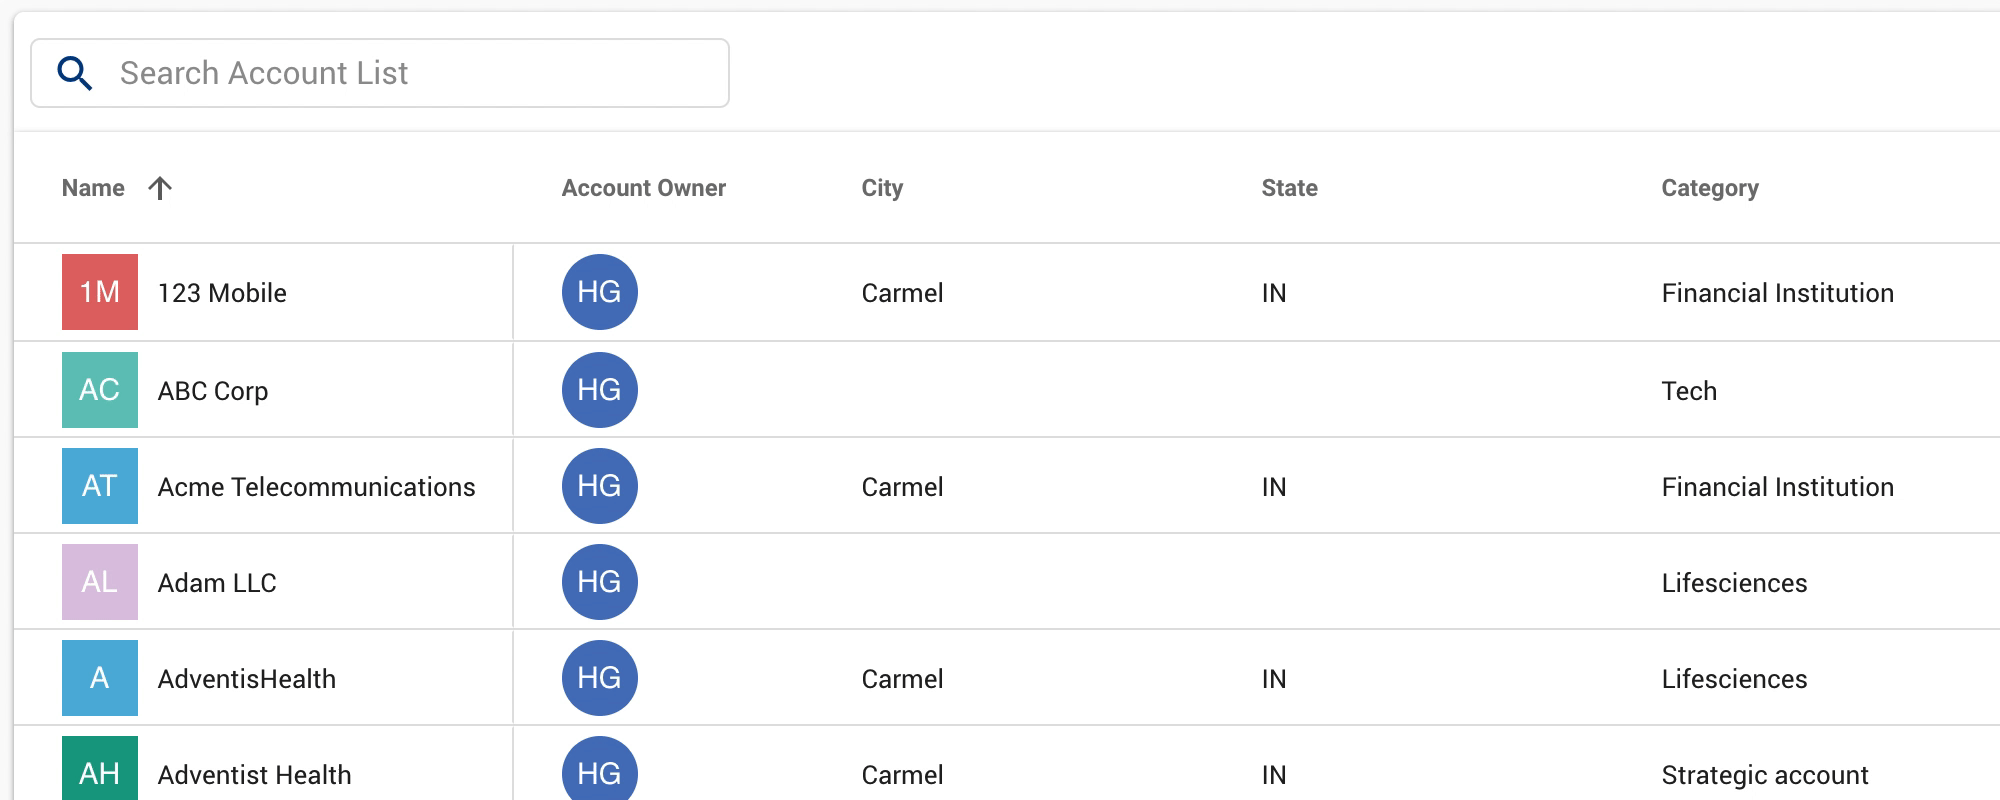 Search Account List
Name Account Owner City State Category
1M 123 Mobile HG Carmel IN Financial Institution
AC ABC Corp HG Tech
AT Acme Telecommunications HG Carmel IN Financial Institution
AL Adam LLC HG Lifesciences
A AdventisHealth HG Carmel IN Lifesciences
AH Adventist Health HG Carmel IN Strategic account